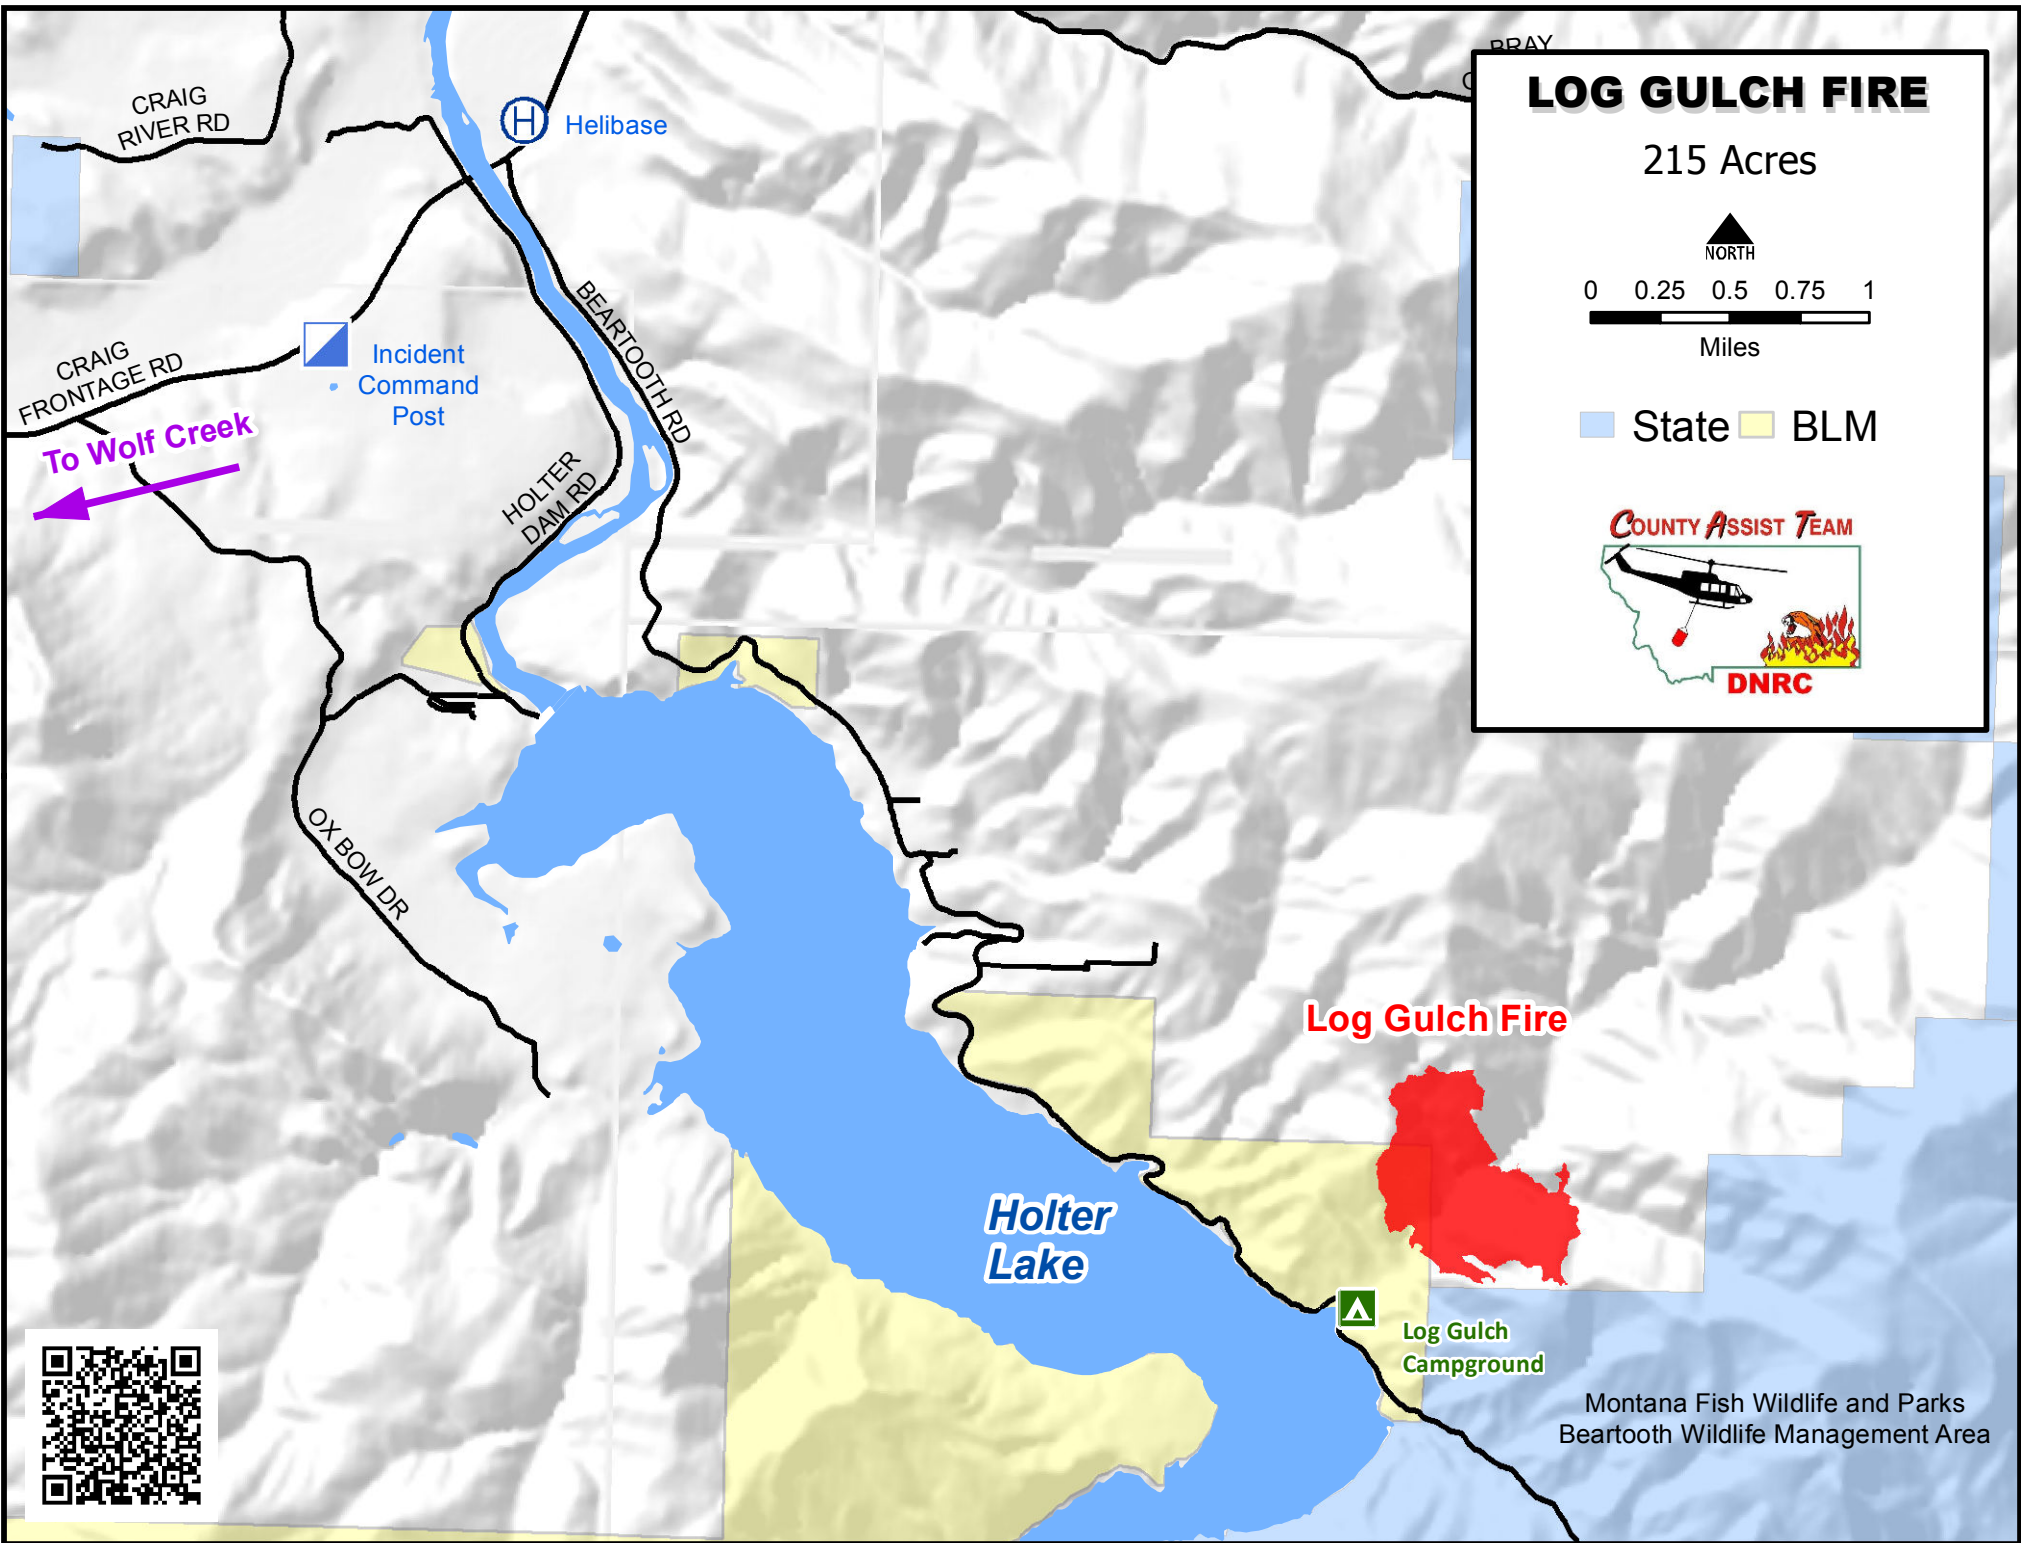 BRAY
LOG GULCH FIRE
215 Acres
NORTH
0 0.25 0.5 0.75 1
Miles
State BLM
COUNTY ASSIST TEAM
DNRC
CRAIG
RIVER RD
H
Helibase
BEARTOOTH RD
CRAIG
FRONTAGE RD
Incident
Command
Post
To Wolf Creek
HOLTER
DAM RD
OX BOW DR
Log Gulch Fire
Holter
Lake
Log Gulch
Campground
Montana Fish Wildlife and Parks
Beartooth Wildlife Management Area